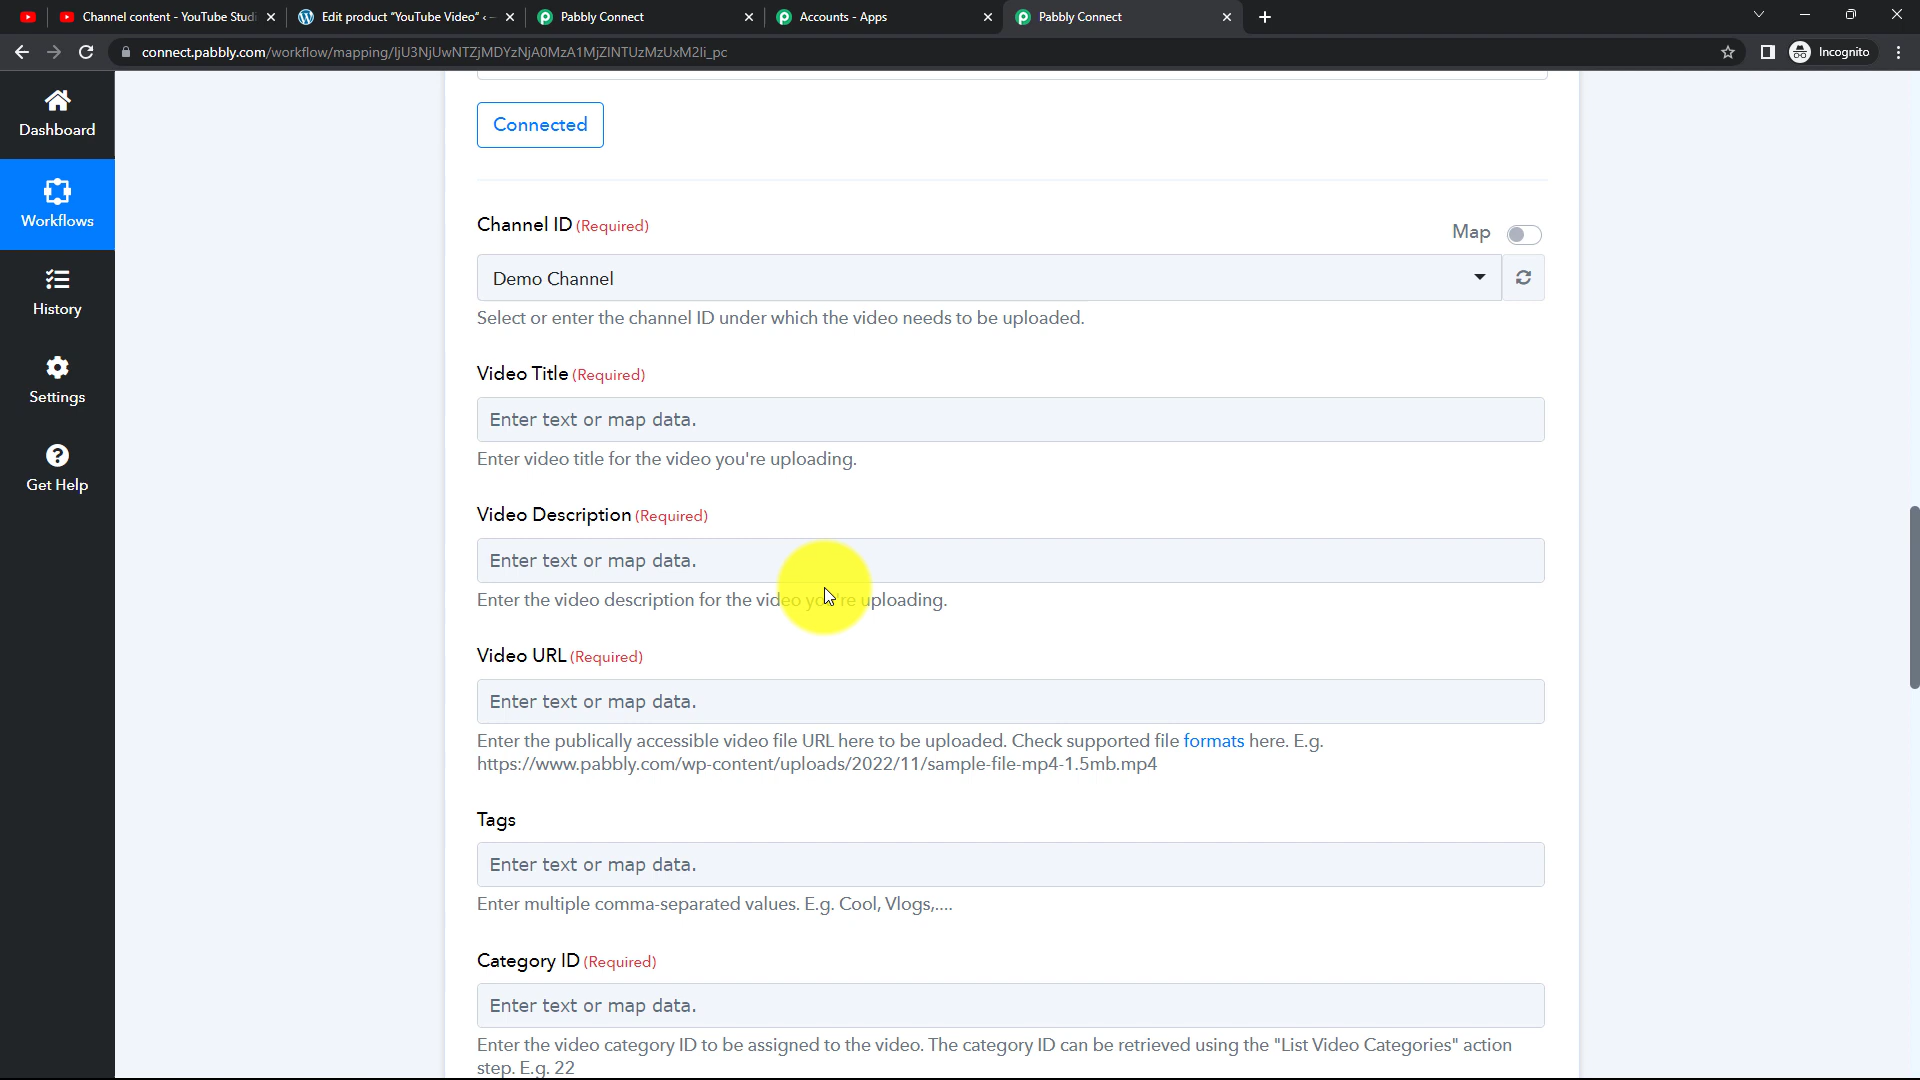 Channel content - YouTube Studi
Edit product "YouTube Video" ‹ –
Pabbly Connect
Accounts - Apps
Pabbly Connect
connect.pabbly.com/workflow/mapping/IjU3NjUwNTZjMDYzNjA0MzA1MjZlNTUzMzUxM2Ii_pc
Incognito
Dashboard
Workflows
History
Settings
Get Help
Connected
Channel ID (Required)
Map
Demo Channel
Select or enter the channel ID under which the video needs to be uploaded.
Video Title (Required)
Enter text or map data.
Enter video title for the video you're uploading.
Video Description (Required)
Enter text or map data.
Enter the video description for the video you're uploading.
Video URL (Required)
Enter text or map data.
Enter the publically accessible video file URL here to be uploaded. Check supported file formats here. E.g.
https://www.pabbly.com/wp-content/uploads/2022/11/sample-file-mp4-1.5mb.mp4
Tags
Enter text or map data.
Enter multiple comma-separated values. E.g. Cool, Vlogs,....
Category ID (Required)
Enter text or map data.
Enter the video category ID to be assigned to the video. The category ID can be retrieved using the "List Video Categories" action
step. E.g. 22